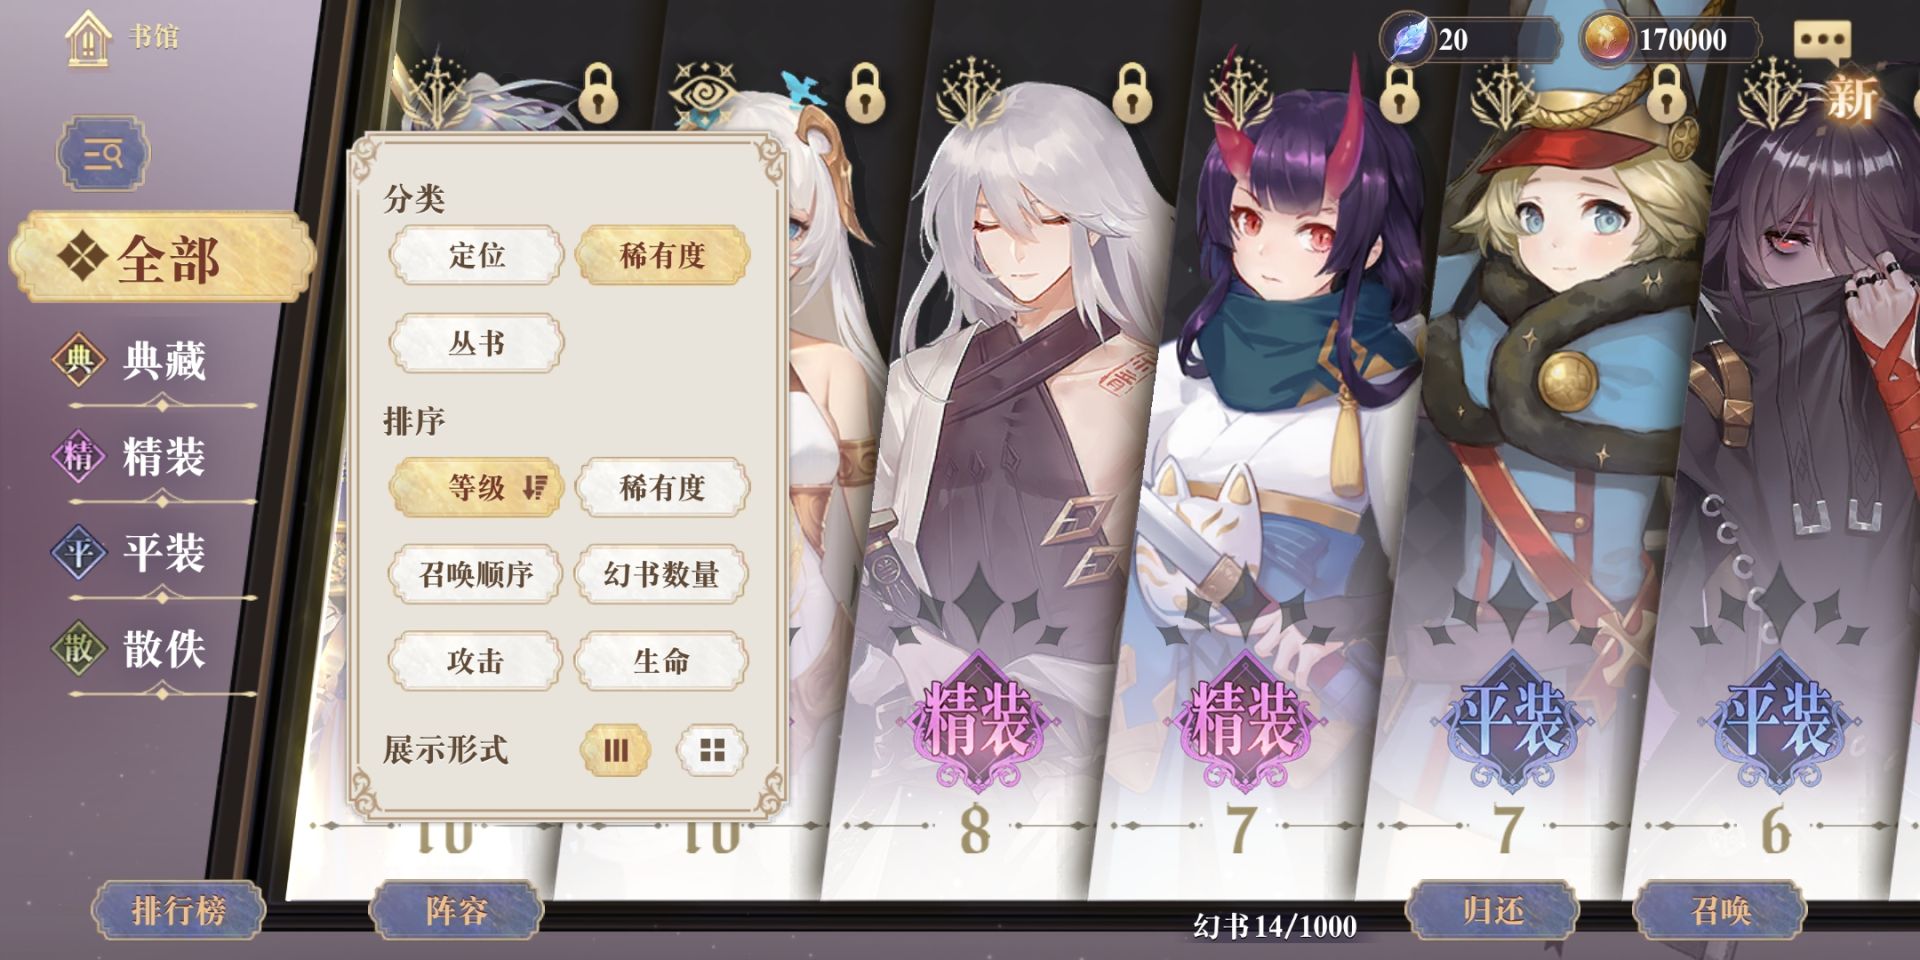 书馆
20
170000
新
全部
典 典藏
精 精装
平 平装
散 散佚
分类
定位
稀有度
丛书
排序
等级
稀有度
召唤顺序
幻书数量
攻击
生命
展示形式
精装
精装
平装
平装
10
10
8
7
7
6
排行榜
阵容
幻书14/1000
归还
召唤